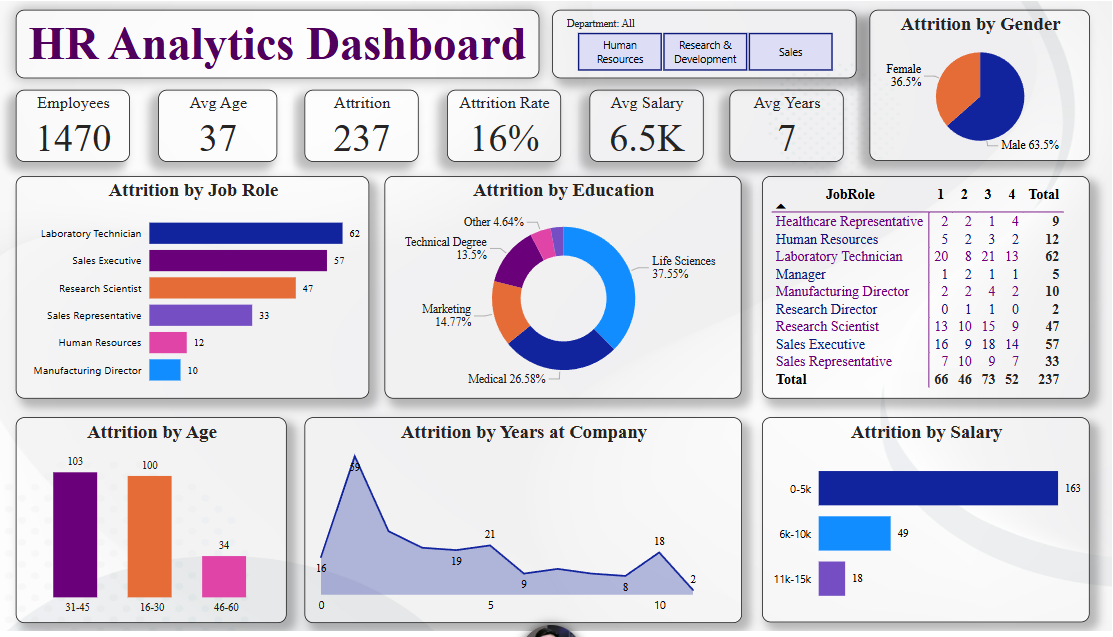 HR Analytics Dashboard
Department: All
Human
Resources
Research &
Development
Sales
Attrition by Gender
Female
36.5%
Male 63.5%
Employees
1470
Avg Age
37
Attrition
237
Attrition Rate
16%
Avg Salary
6.5K
Avg Years
7
Attrition by Job Role
Laboratory Technician 62
Sales Executive 57
Research Scientist 47
Sales Representative 33
Human Resources 12
Manufacturing Director 10
Attrition by Education
Other 4.64%
Technical Degree
13.5%
Life Sciences
37.55%
Marketing
14.77%
Medical 26.58%
JobRole 1 2 3 4 Total
Healthcare Representative 2 2 1 4 9
Human Resources 5 2 3 2 12
Laboratory Technician 20 8 21 13 62
Manager 1 2 1 1 5
Manufacturing Director 2 2 4 2 10
Research Director 0 1 1 0 2
Research Scientist 13 10 15 9 47
Sales Executive 16 9 18 14 57
Sales Representative 7 10 9 7 33
Total 66 46 73 52 237
Attrition by Age
103
100
34
31-45 16-30 46-60
Attrition by Years at Company
59
21
18
16
19
9
8
2
0 5 10
Attrition by Salary
0-5k 163
6k-10k 49
11k-15k 18